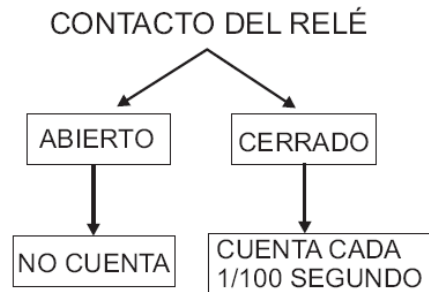 CONTACTO DEL RELÉ
ABIERTO
CERRADO
NO CUENTA
CUENTA CADA
1/100 SEGUNDO